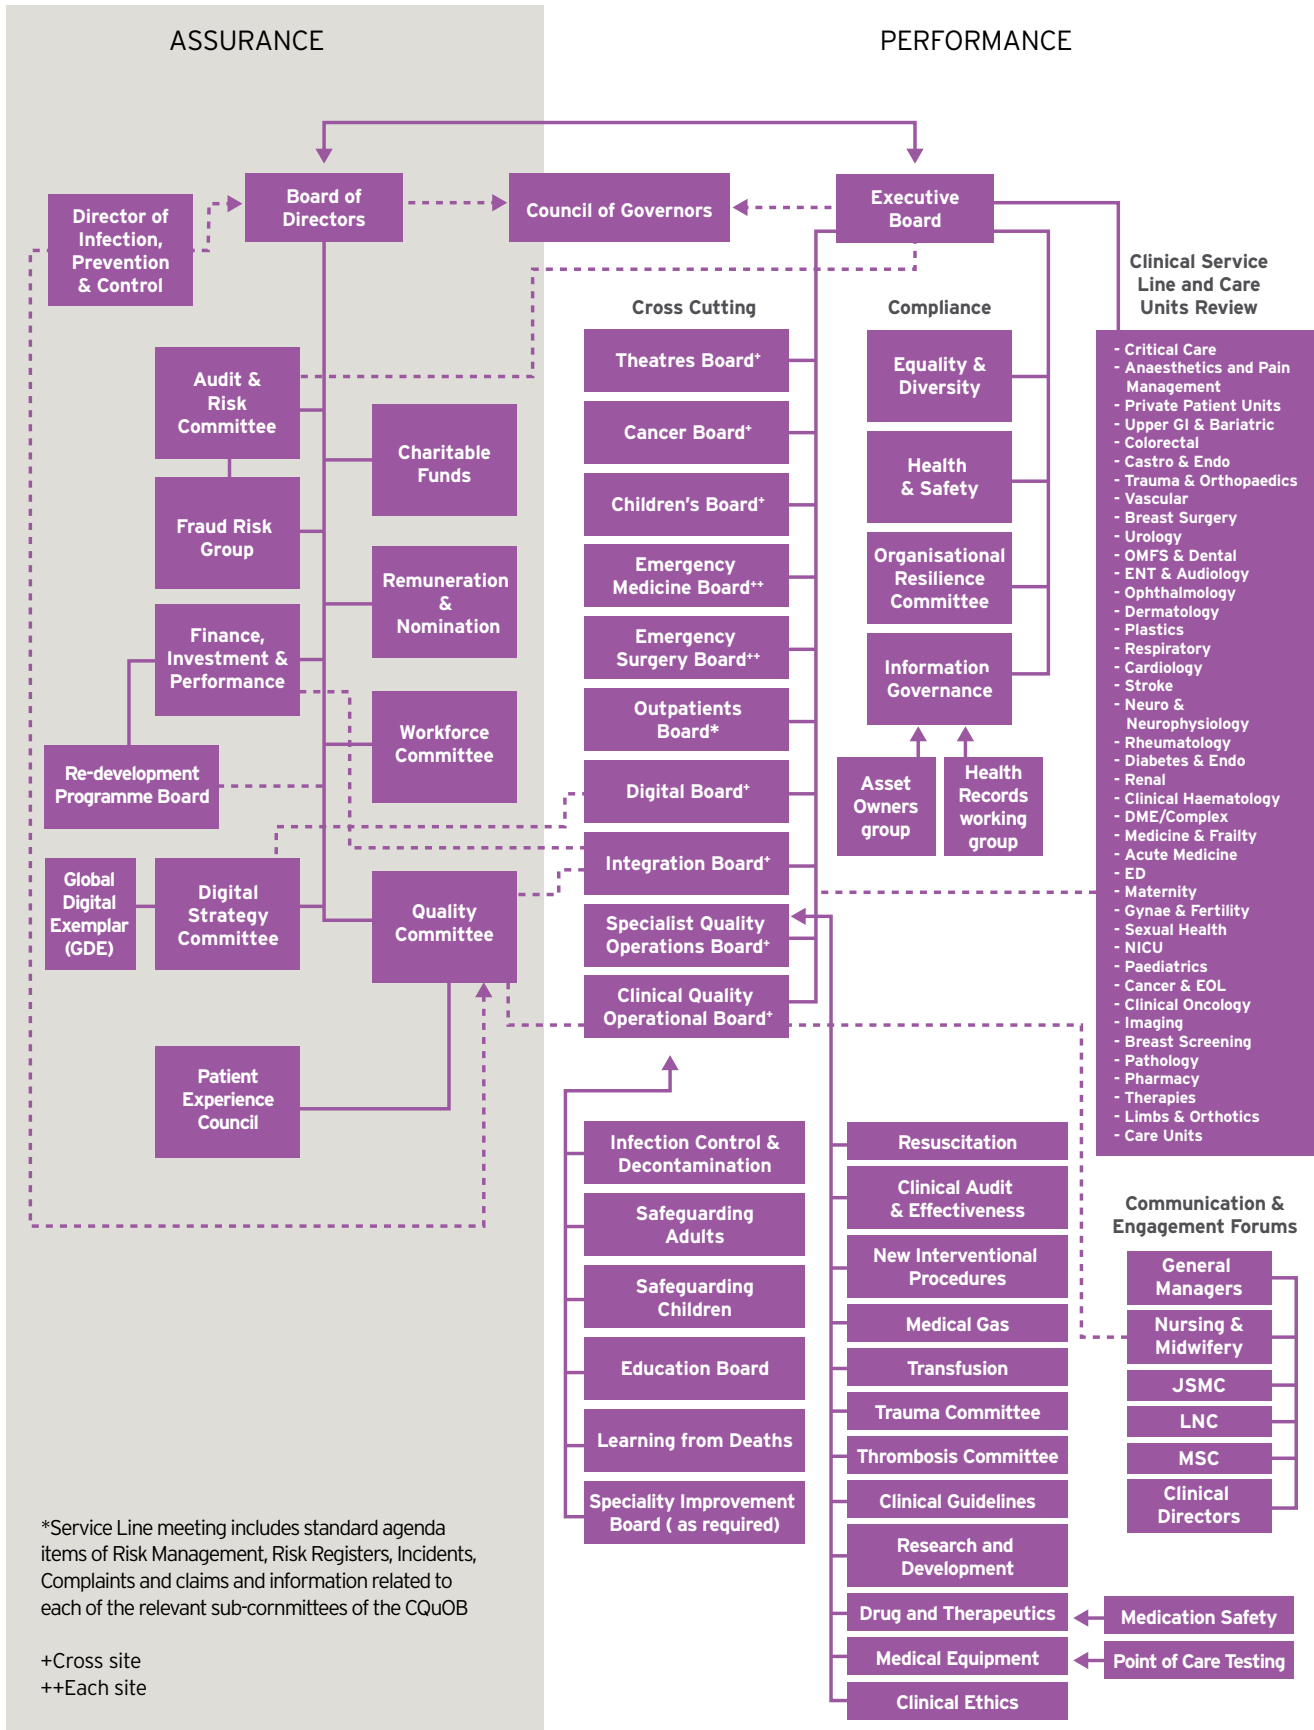 ASSURANCE
PERFORMANCE
Board of
Directors
Council of Governors
Executive
Board
Director of
Infection,
Prevention
& Control
Audit &
Risk
Committee
Charitable
Funds
Fraud Risk
Group
Remuneration
&
Nomination
Finance,
Investment &
Performance
Workforce
Committee
Re-development
Programme Board
Global
Digital
Exemplar
(GDE)
Digital
Strategy
Committee
Quality
Committee
Patient
Experience
Council
Cross Cutting
Theatres Board+
Cancer Board+
Children's Board+
Emergency
Medicine Board++
Emergency
Surgery Board++
Outpatients
Board*
Digital Board+
Integration Board+
Specialist Quality
Operations Board+
Clinical Quality
Operational Board+
Infection Control &
Decontamination
Safeguarding
Adults
Safeguarding
Children
Education Board
Learning from Deaths
Speciality Improvement
Board ( as required)
Compliance
Equality &
Diversity
Health
& Safety
Organisational
Resilience
Committee
Information
Governance
Asset
Owners
group
Health
Records
working
group
Resuscitation
Clinical Audit
& Effectiveness
New Interventional
Procedures
Medical Gas
Transfusion
Trauma Committee
Thrombosis Committee
Clinical Guidelines
Research and
Development
Drug and Therapeutics
Medical Equipment
Clinical Ethics
Medication Safety
Point of Care Testing
Clinical Service
Line and Care
Units Review
- Critical Care
- Anaesthetics and Pain
Management
- Private Patient Units
- Upper GI & Bariatric
- Colorectal
- Castro & Endo
- Trauma & Orthopaedics
- Vascular
- Breast Surgery
- Urology
- OMFS & Dental
- ENT & Audiology
- Ophthalmology
- Dermatology
- Plastics
- Respiratory
- Cardiology
- Stroke
- Neuro &
Neurophysiology
- Rheumatology
- Diabetes & Endo
- Renal
- Clinical Haematology
- DME/Complex
- Medicine & Frailty
- Acute Medicine
- ED
- Maternity
- Gynae & Fertility
- Sexual Health
- NICU
- Paediatrics
- Cancer & EOL
- Clinical Oncology
- Imaging
- Breast Screening
- Pathology
- Pharmacy
- Therapies
- Limbs & Orthotics
- Care Units
Communication &
Engagement Forums
General
Managers
Nursing &
Midwifery
JSMC
LNC
MSC
Clinical
Directors
*Service Line meeting includes standard agenda
items of Risk Management, Risk Registers, Incidents,
Complaints and claims and information related to
each of the relevant sub-cornmittees of the CQuOB
+Cross site
++Each site